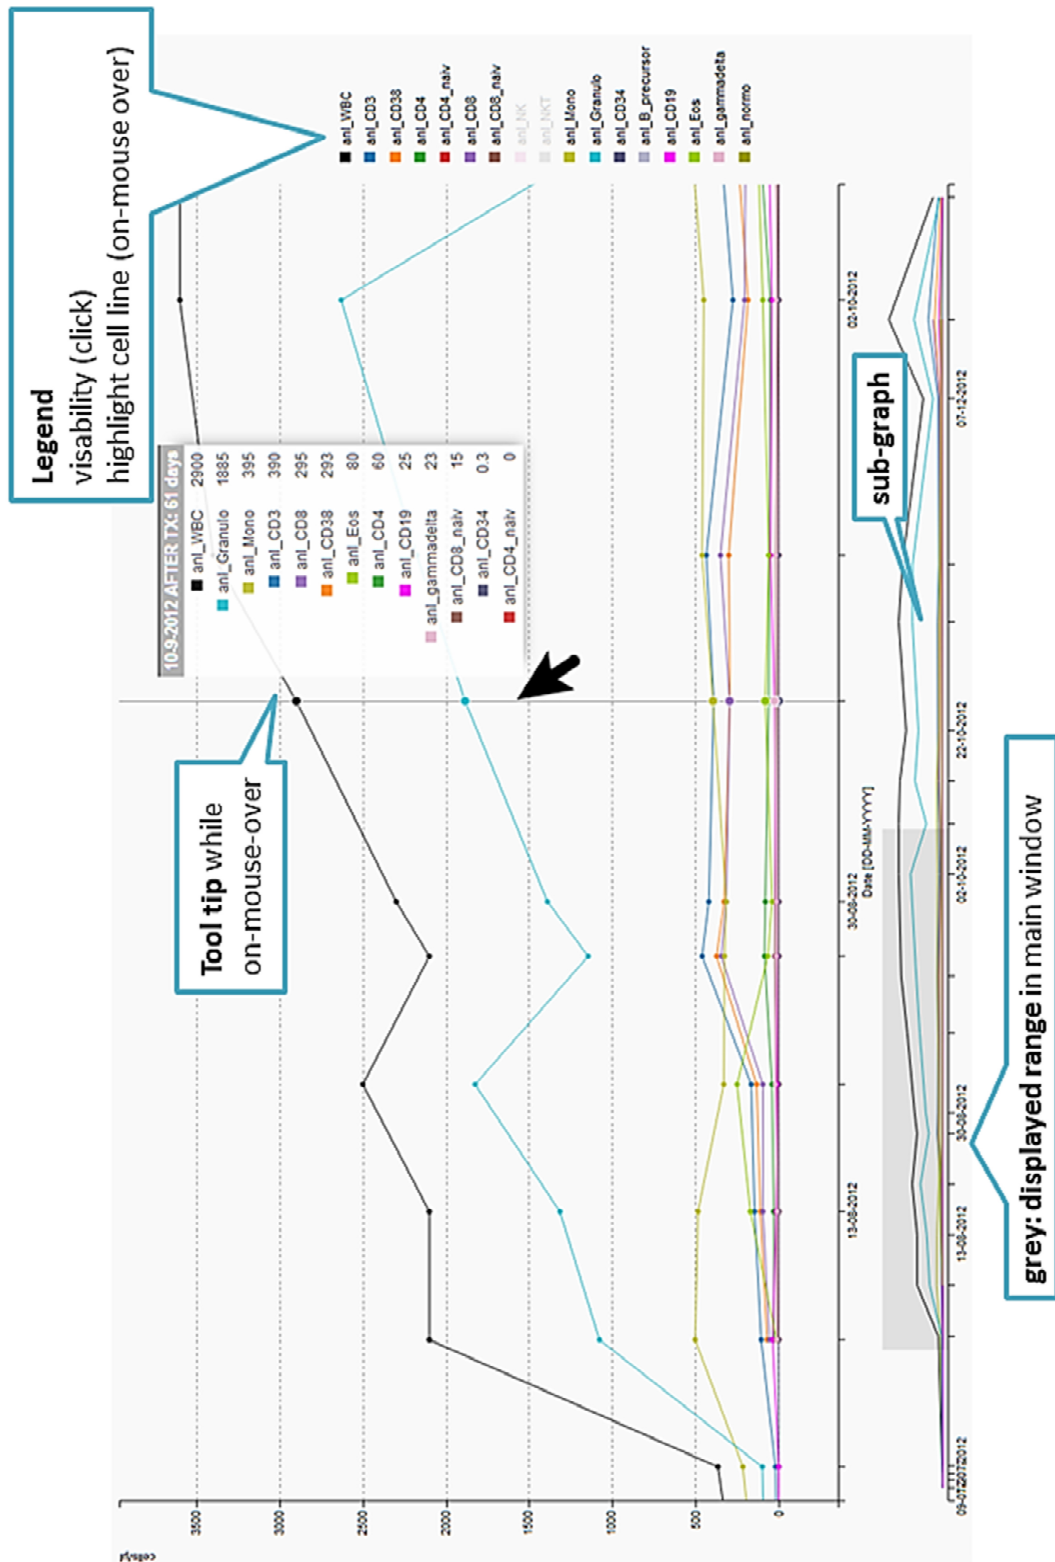 Legend
visability (click)
highlight cell line (on-mouse over)
anl_WBC
anl_CD3
anl_CD38
anl_CD4
anl_CD4_naiv
anl_CD8
anl_CD8_naiv
anl_NK
anl_NKT
anl_Mono
anl_Granulo
anl_CD34
anl_B_precursor
anl_CD19
anl_Eos
anl_gammadelta
anl_normo
Tool tip while
on-mouse-over
10-9-2012 AFTER TX: 61 days
anl_WBC 2900
anl_Granulo 1885
anl_Mono 395
anl_CD3 390
anl_CD8 295
anl_CD38 293
anl_Eos 80
anl_CD4 60
anl_CD19 25
anl_gammadelta 23
anl_CD8_naiv 15
anl_CD34 0.3
anl_CD4_naiv 0
3500
3000
2500
2000
1500
1000
500
0
13-08-2012
30-08-2012
02-10-2012
Date [DD-MM-YYYY]
sub-graph
13-08-2012
30-08-2012
02-10-2012
22-10-2012
07-12-2012
grey: displayed range in main window